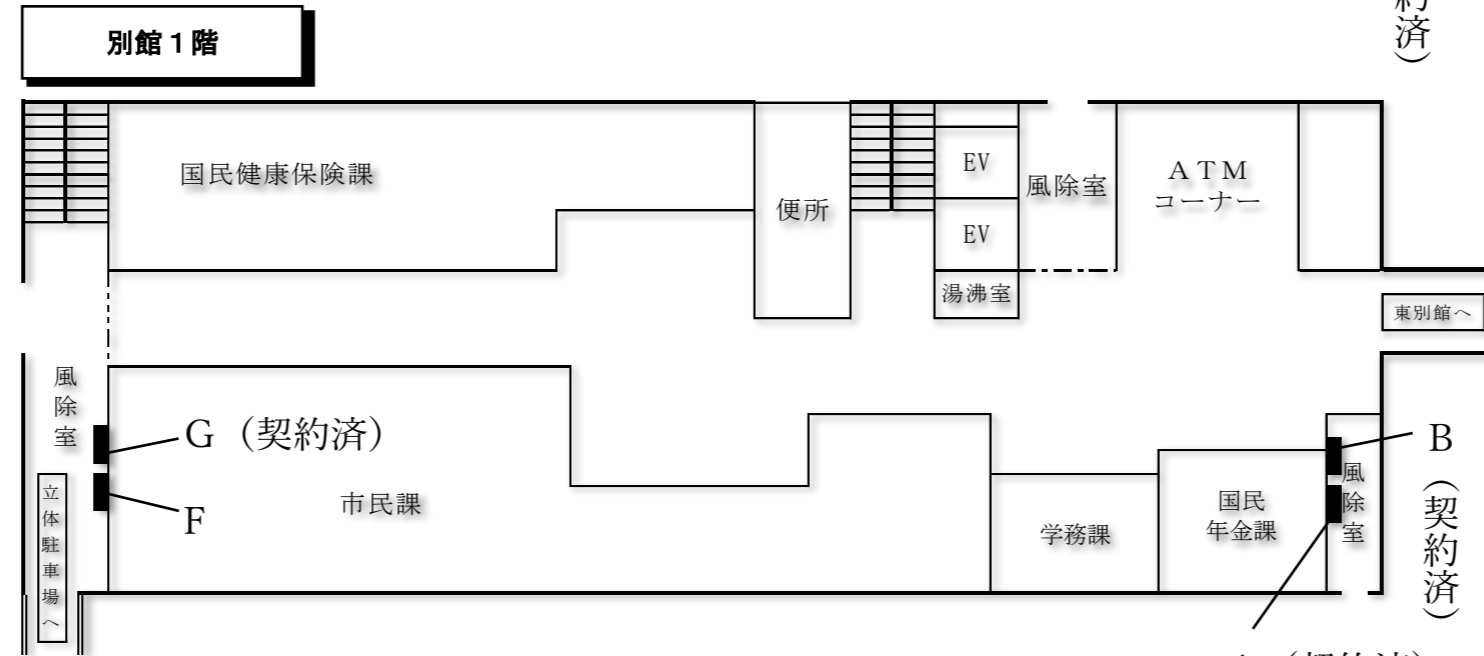 約済）
別館１階
国民健康保険課
便所
EV
EV
湯沸室
風除室
ＡＴＭ
コーナー
東別館へ
風除室
G（契約済）
F
立体駐車場へ
市民課
学務課
国民
年金課
風除室
B（契約済）
（契約済）